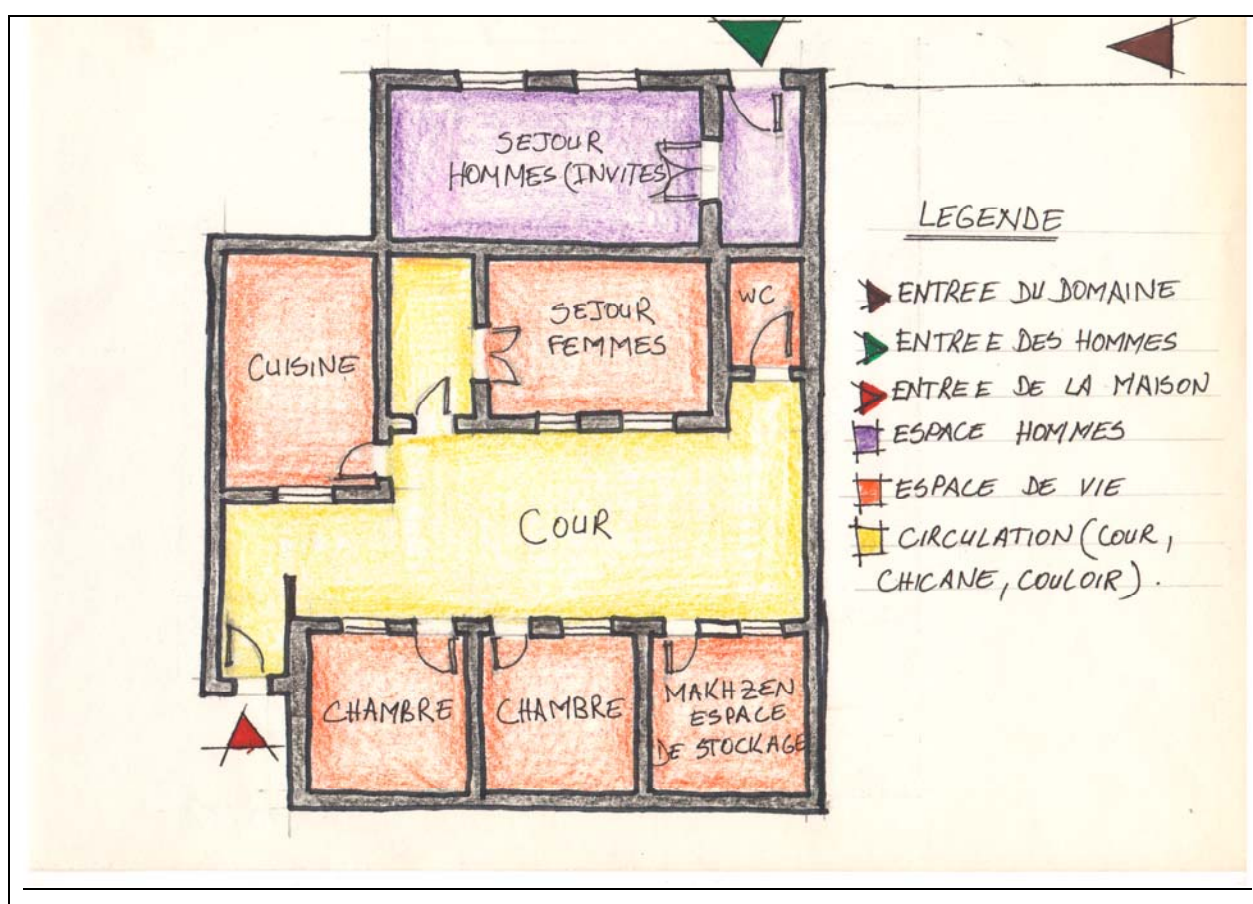 SEJOUR
HOMMES (INVITES)
SEJOUR
FEMMES
WC
CUISINE
COUR
CHAMBRE
CHAMBRE
MAKHZEN
ESPACE
DE STOCKAGE
LEGENDE
ENTREE DU DOMAINE
ENTREE DES HOMMES
ENTREE DE LA MAISON
ESPACE HOMMES
ESPACE DE VIE
CIRCULATION (COUR,
CHICANE, COULOIR).